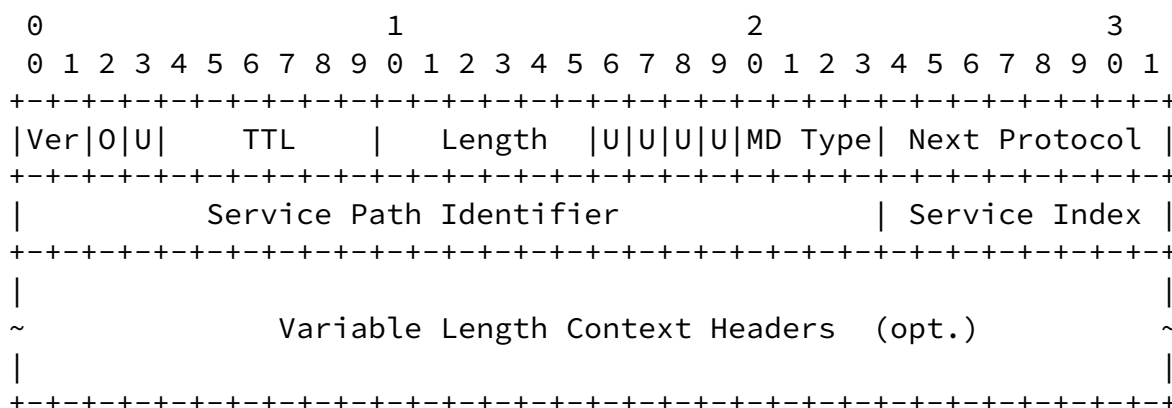 0                   1                   2                   3
 0 1 2 3 4 5 6 7 8 9 0 1 2 3 4 5 6 7 8 9 0 1 2 3 4 5 6 7 8 9 0 1
+-+-+-+-+-+-+-+-+-+-+-+-+-+-+-+-+-+-+-+-+-+-+-+-+-+-+-+-+-+-+-+-+
|Ver|O|U|    TTL    |   Length  |U|U|U|U|MD Type| Next Protocol |
+-+-+-+-+-+-+-+-+-+-+-+-+-+-+-+-+-+-+-+-+-+-+-+-+-+-+-+-+-+-+-+-+
|          Service Path Identifier              | Service Index |
+-+-+-+-+-+-+-+-+-+-+-+-+-+-+-+-+-+-+-+-+-+-+-+-+-+-+-+-+-+-+-+-+
|                                                               |
~              Variable Length Context Headers  (opt.)          ~
|                                                               |
+-+-+-+-+-+-+-+-+-+-+-+-+-+-+-+-+-+-+-+-+-+-+-+-+-+-+-+-+-+-+-+-+